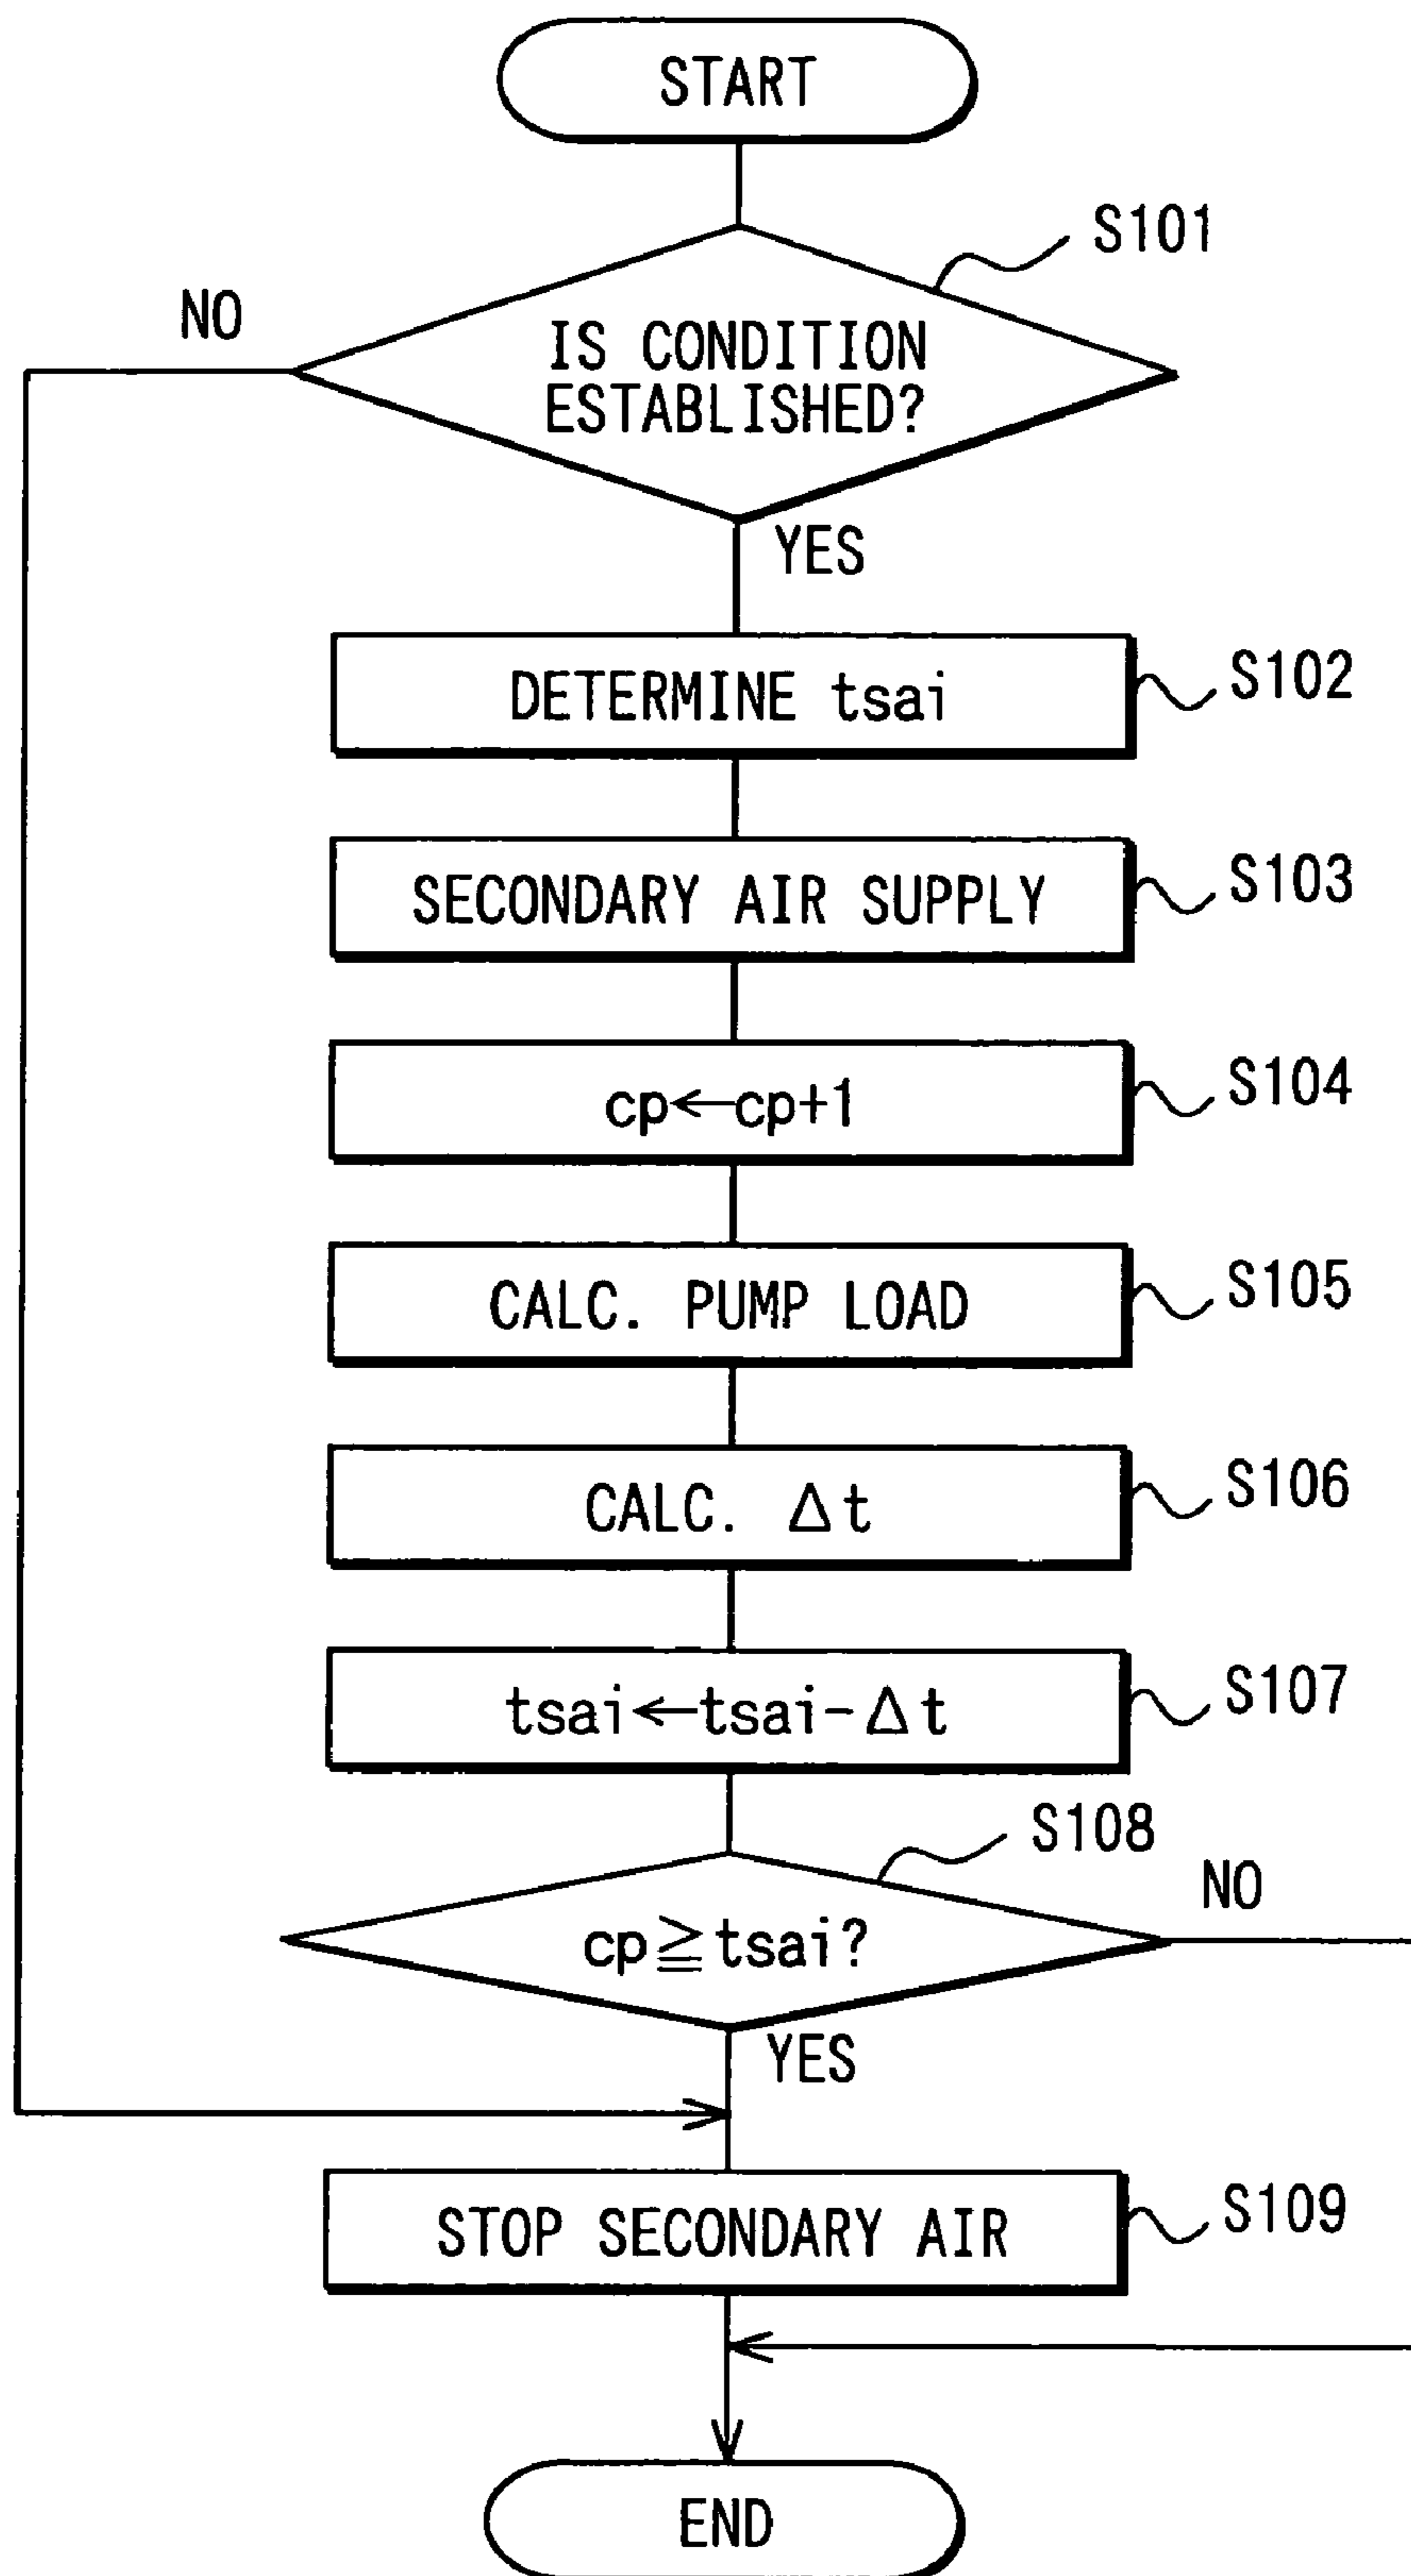 START
S101
NO
IS CONDITION
ESTABLISHED?
YES
DETERMINE tsai
S102
SECONDARY AIR SUPPLY
S103
cp←cp+1
S104
CALC. PUMP LOAD
S105
CALC. Δt
S106
tsai←tsai-Δt
S107
S108
NO
cp≧tsai?
YES
STOP SECONDARY AIR
S109
END